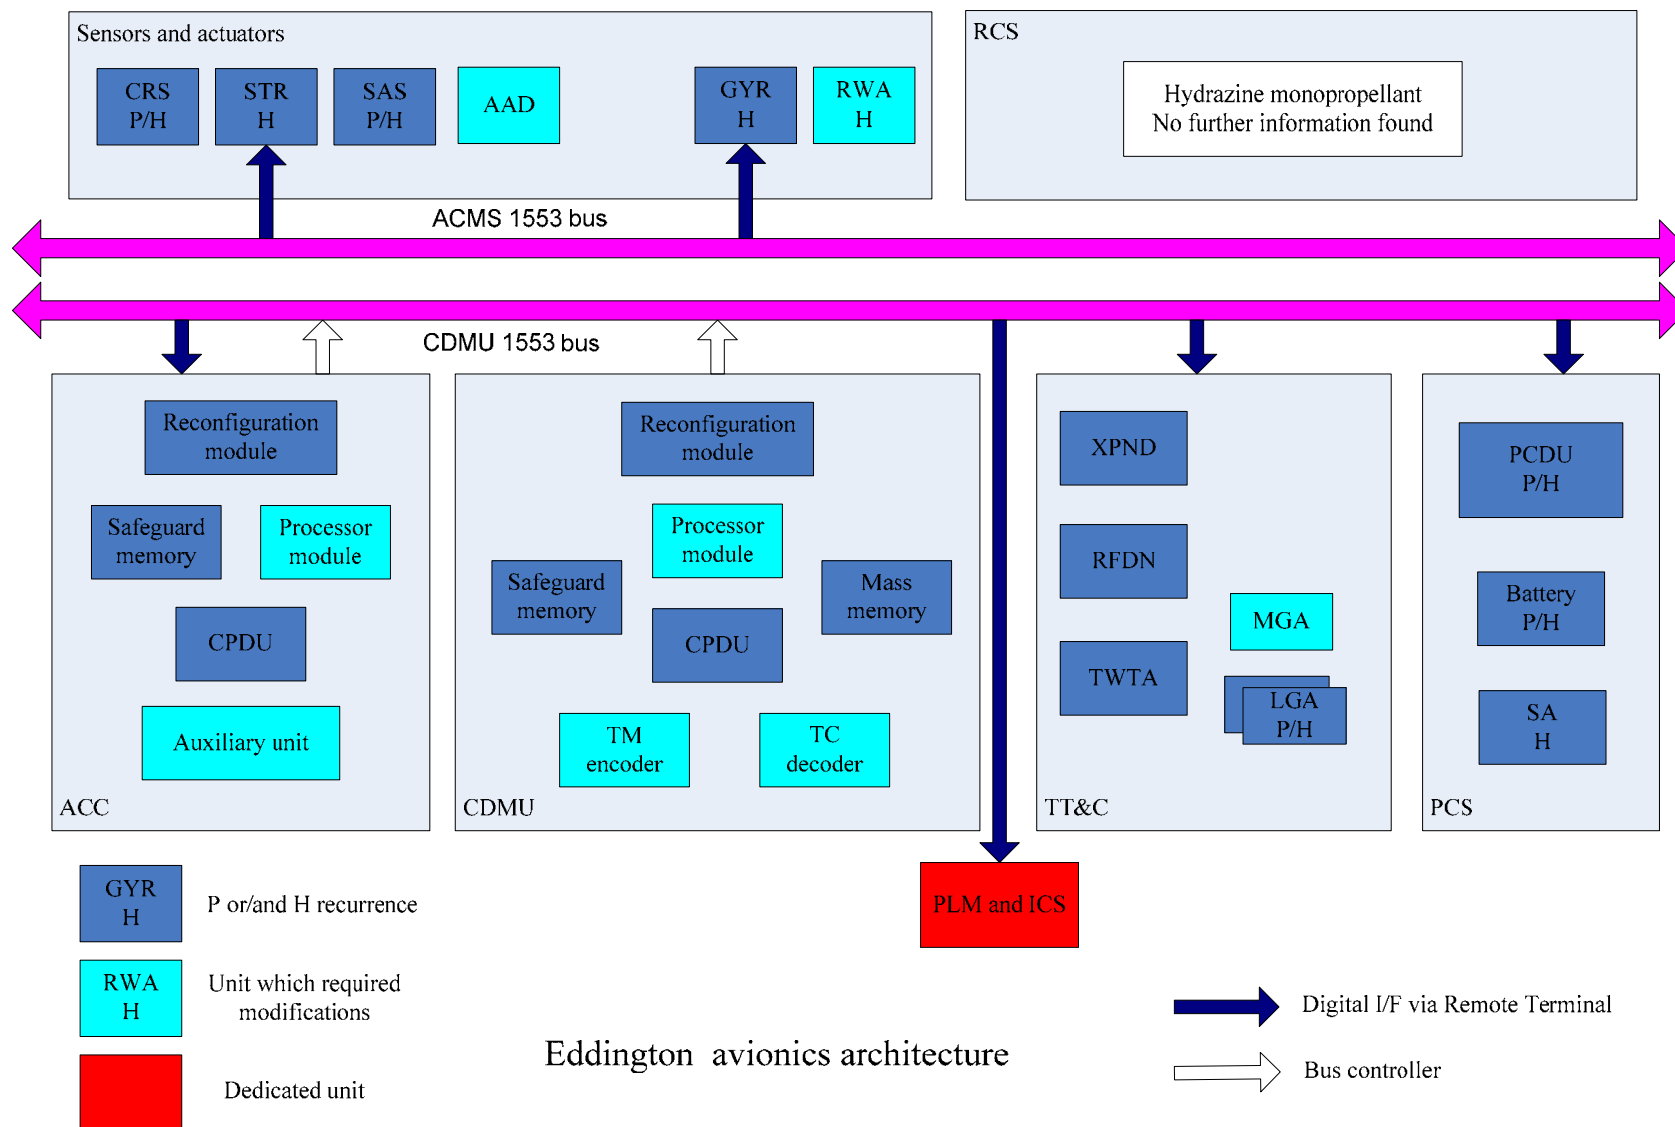 Sensors and actuators
CRS
P/H
STR
H
SAS
P/H
AAD
GYR
H
RWA
H
RCS
Hydrazine monopropellant
No further information found
ACMS 1553 bus
CDMU 1553 bus
Reconfiguration
module
Safeguard
memory
Processor
module
CPDU
Auxiliary unit
ACC
Reconfiguration
module
Processor
module
Safeguard
memory
Mass
memory
CPDU
TM
encoder
TC
decoder
CDMU
XPND
RFDN
TWTA
MGA
LGA
P/H
TT&C
PCDU
P/H
Battery
P/H
SA
H
PCS
PLM and ICS
GYR
H
P or/and H recurrence
RWA
H
Unit which required
modifications
Dedicated unit
Eddington avionics architecture
Digital I/F via Remote Terminal
Bus controller